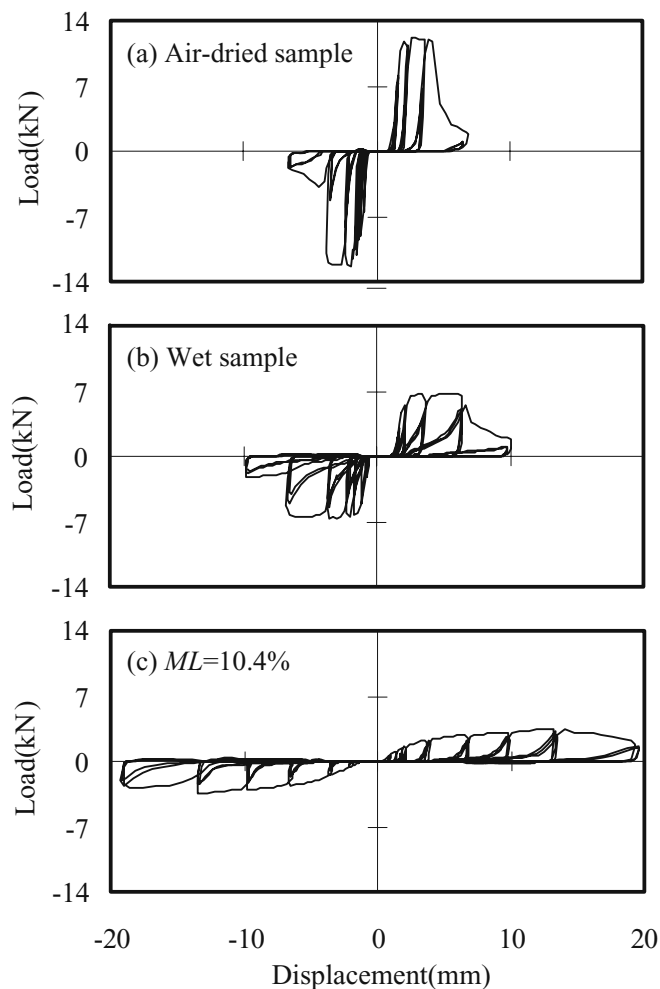 14
(a) Air-dried sample
7
Load(kN)
0
-7
-14
14
(b) Wet sample
7
Load(kN)
0
-7
-14
14
(c) ML=10.4%
7
Load(kN)
0
-7
-14
-20 -10 0 10 20
Displacement(mm)